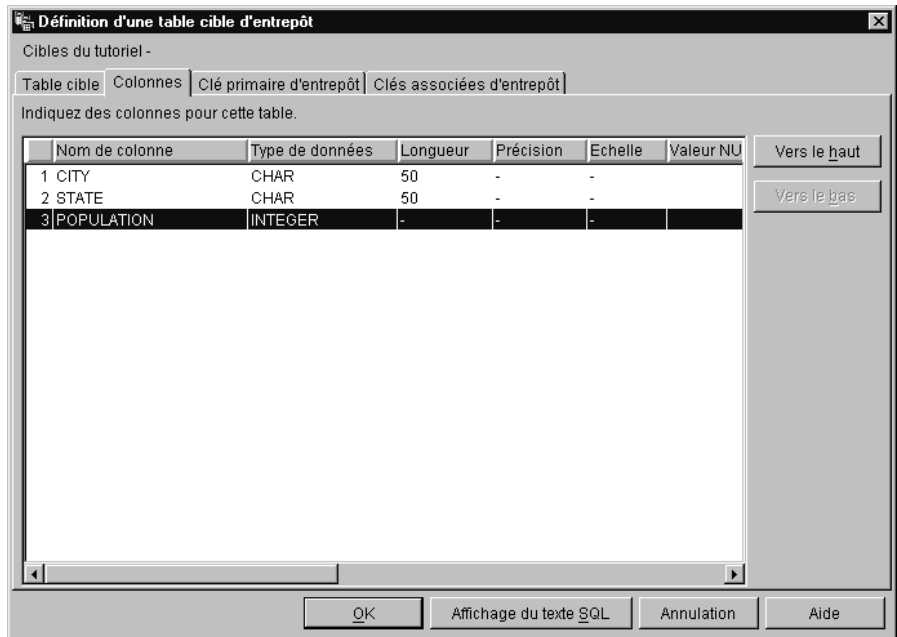 Définition d'une table cible d'entrepôt
Cibles du tutoriel -
Table cible Colonnes Clé primaire d'entrepôt Clés associées d'entrepôt
Indiquez des colonnes pour cette table.
Nom de colonne Type de données Longueur Précision Echelle Valeur NU
1 CITY CHAR 50 - -
2 STATE CHAR 50 - -
3 POPULATION INTEGER - - -
Vers le haut
Vers le bas
OK Affichage du texte SQL Annulation Aide